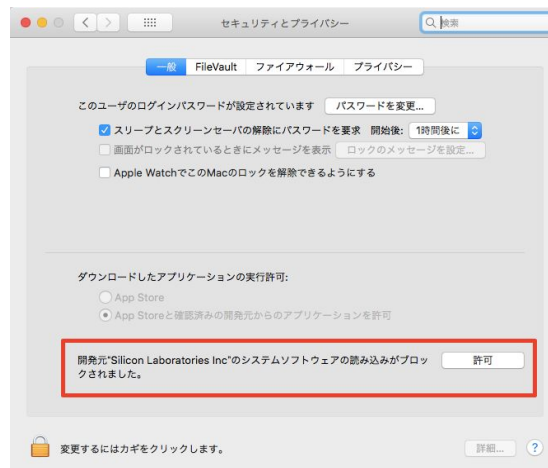 セキュリティとプライバシー
検索
一般 FileVault ファイアウォール プライバシー
このユーザのログインパスワードが設定されています パスワードを変更...
スリープとスクリーンセーバの解除にパスワードを要求 開始後: 1時間後に
画面がロックされているときにメッセージを表示 ロックのメッセージを設定...
Apple WatchでこのMacのロックを解除できるようにする
ダウンロードしたアプリケーションの実行許可:
App Store
App Storeと確認済みの開発元からのアプリケーションを許可
開発元"Silicon Laboratories Inc"のシステムソフトウェアの読み込みがブロッ 許可
クされました。
変更するにはカギをクリックします。 詳細... ?